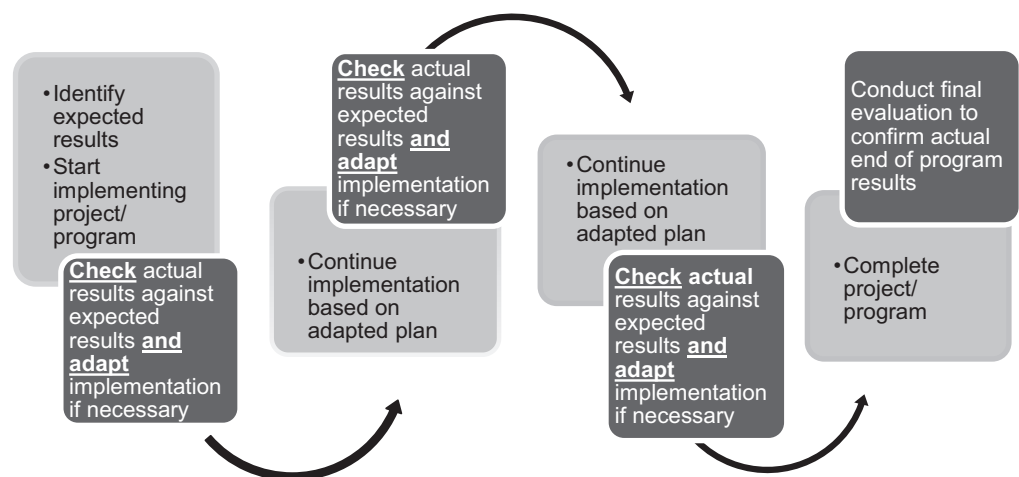 •Identify
expected
results
•Start
implementing
project/
program
Check actual
results against
expected
results and
adapt
implementation
if necessary
Check actual
results against
expected
results and
adapt
implementation
if necessary
•Continue
implementation
based on
adapted plan
•Continue
implementation
based on
adapted plan
Check actual
results against
expected
results and
adapt
implementation
if necessary
Conduct final
evaluation to
confirm actual
end of program
results
•Complete
project/
program